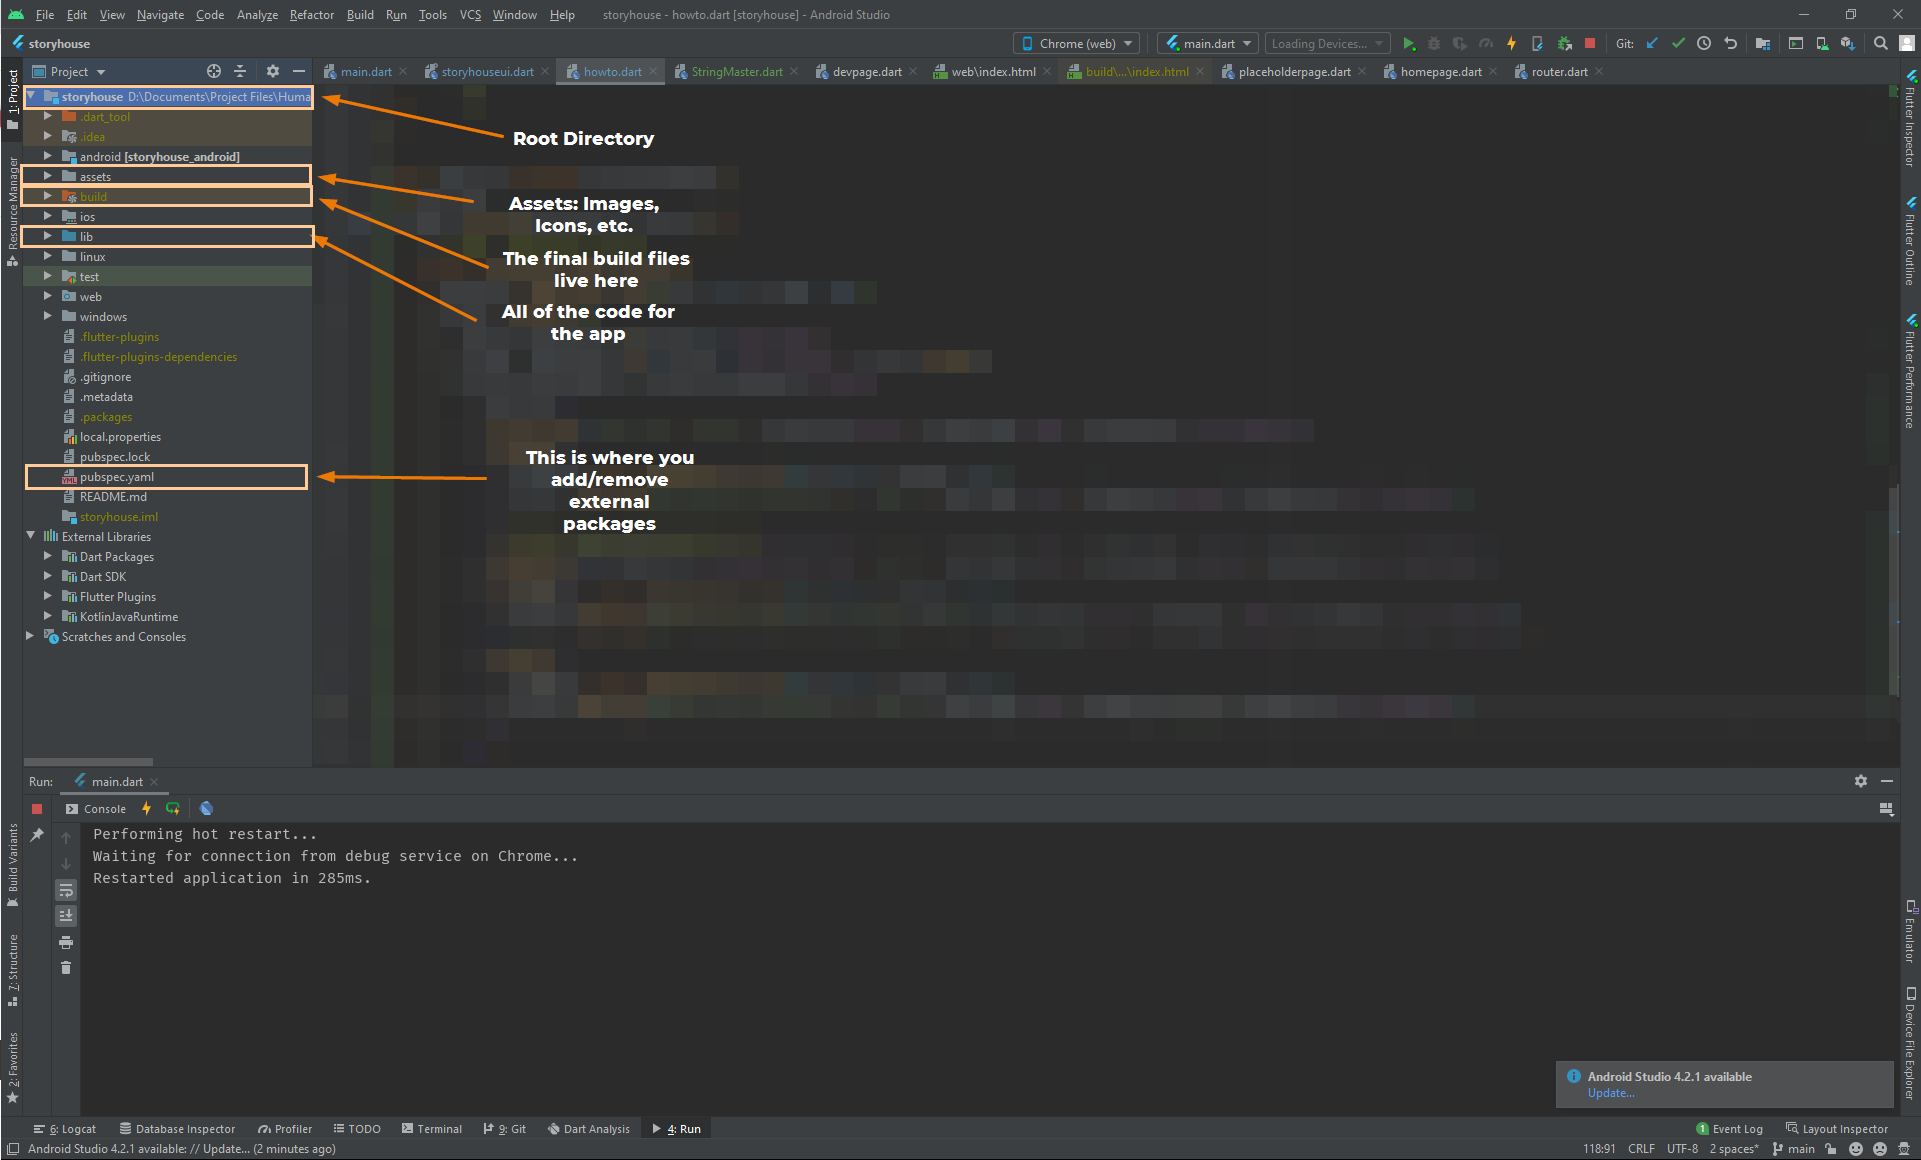 File Edit View Navigate Code Analyze Refactor Build Run Tools VCS Window Help storyhouse - howto.dart [storyhouse] - Android Studio
storyhouse Chrome (web) main.dart Loading Devices... Git:
Project main.dart storyhouseui.dart howto.dart StringMaster.dart devpage.dart web\index.html build\...\index.html placeholderpage.dart homepage.dart router.dart
1: Project
Resource Manager
Build Variants
7: Structure
2: Favorites
storyhouse D:\Documents\Project Files\Huma
.dart_tool
.idea
android [storyhouse_android]
assets
build
ios
lib
linux
test
web
windows
.flutter-plugins
.flutter-plugins-dependencies
.gitignore
.metadata
.packages
local.properties
pubspec.lock
pubspec.yaml
README.md
storyhouse.iml
External Libraries
Dart Packages
Dart SDK
Flutter Plugins
KotlinJavaRuntime
Scratches and Consoles
Root Directory
Assets: Images,
Icons, etc.
The final build files
live here
All of the code for
the app
This is where you
add/remove
external
packages
Flutter Inspector
Flutter Outline
Flutter Performance
Emulator
Device File Explorer
Run: main.dart
Console
Performing hot restart...
Waiting for connection from debug service on Chrome...
Restarted application in 285ms.
Android Studio 4.2.1 available
Update...
6: Logcat Database Inspector Profiler TODO Terminal 9: Git Dart Analysis 4: Run 1 Event Log Layout Inspector
Android Studio 4.2.1 available: // Update... (2 minutes ago) 118:91 CRLF UTF-8 2 spaces* main